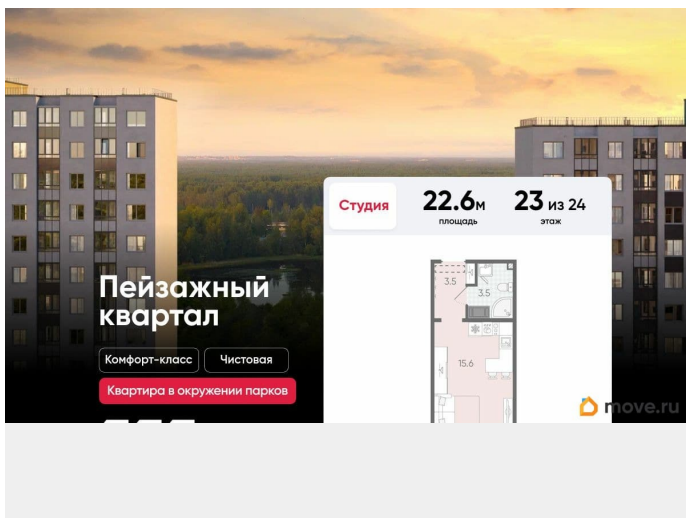 Студия
22.6м
площадь
23 из 24
этаж
3.5
3.5
15.6
Пейзажный
квартал
Комфорт-класс
Чистовая
Квартира в окружении парков
move.ru